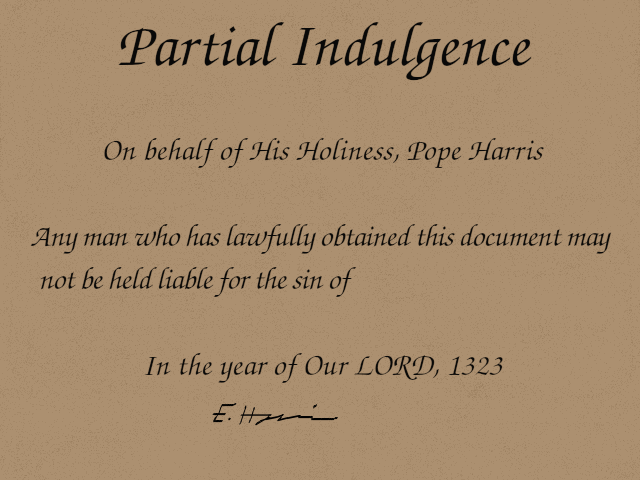 Partial Indulgence
On behalf of His Holiness, Pope Harris
Any man who has lawfully obtained this document may
not be held liable for the sin of
In the year of Our LORD, 1323
E. Harris